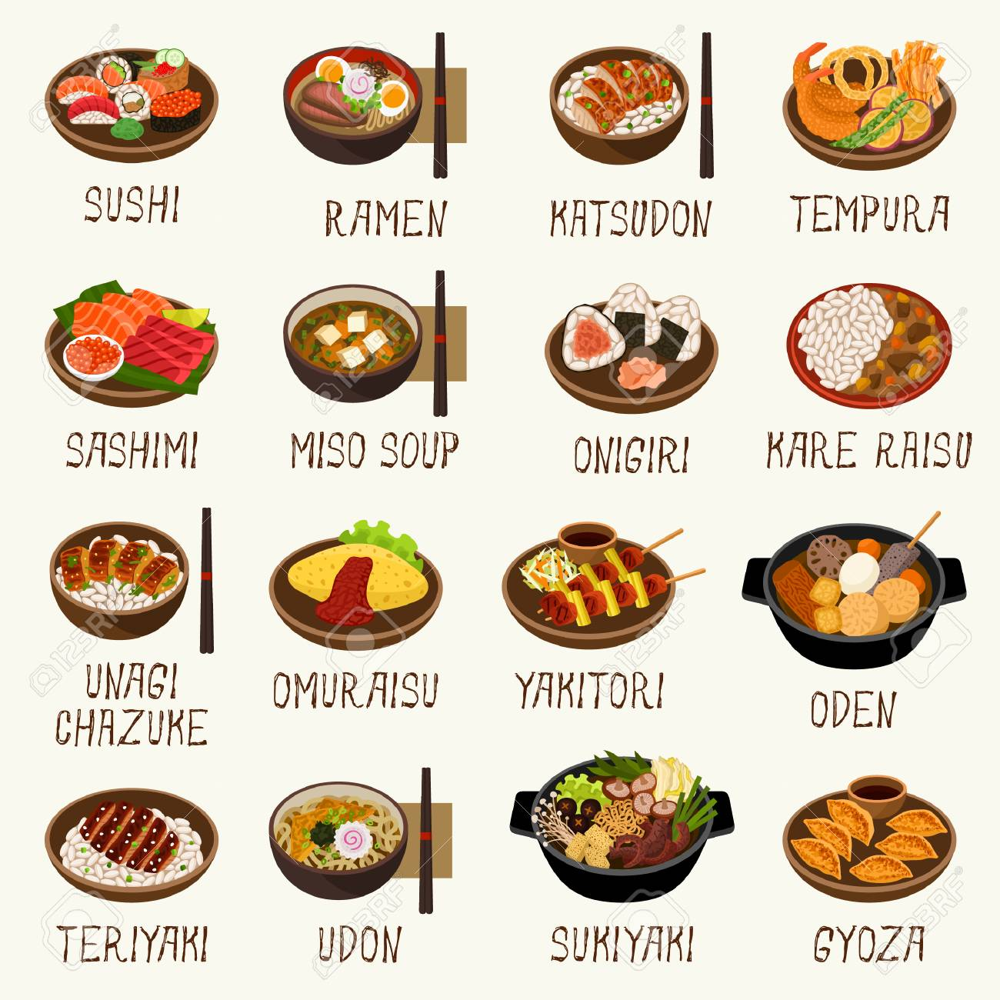 SUSHI
RAMEN
KATSUDON
TEMPURA
SASHIMI
MISO SOUP
ONIGIRI
KARE RAISU
UNAGI
CHAZUKE
OMURAISU
YAKITORI
ODEN
TERIYAKI
UDON
SUKIYAKI
GYOZA
123RF